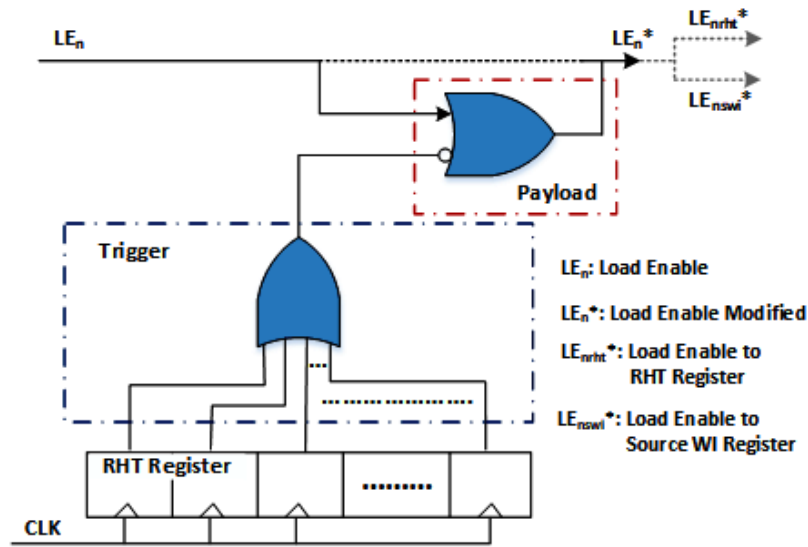 LEn
LEn*
LEnrht*
LEnswi*
Payload
Trigger
LEn: Load Enable
LEn*: Load Enable Modified
LEnrht*: Load Enable to
RHT Register
LEnswi*: Load Enable to
Source WI Register
RHT Register
CLK